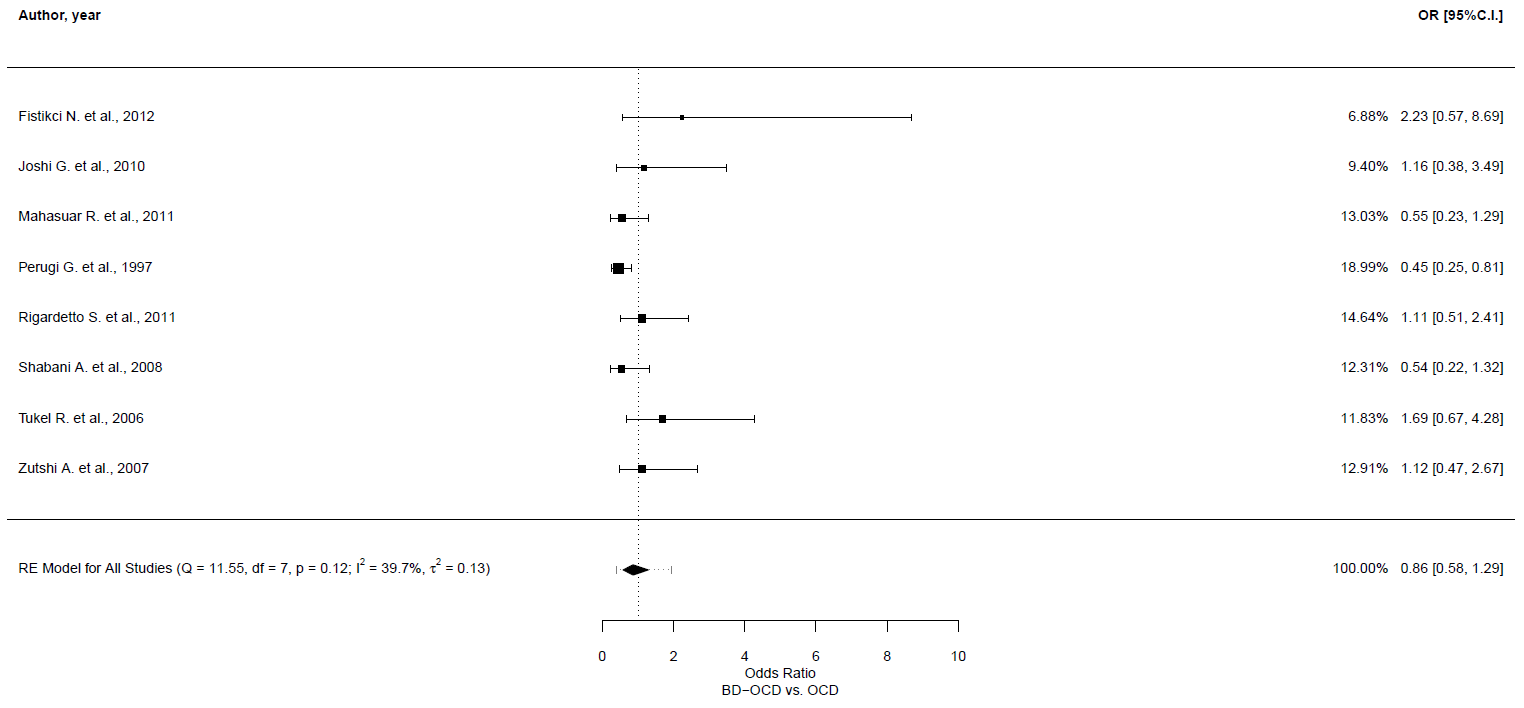 Author, year OR [95%C.I.]
Fistikci N. et al., 2012 6.88% 2.23 [0.57, 8.69]
Joshi G. et al., 2010 9.40% 1.16 [0.38, 3.49]
Mahasuar R. et al., 2011 13.03% 0.55 [0.23, 1.29]
Perugi G. et al., 1997 18.99% 0.45 [0.25, 0.81]
Rigardetto S. et al., 2011 14.64% 1.11 [0.51, 2.41]
Shabani A. et al., 2008 12.31% 0.54 [0.22, 1.32]
Tukel R. et al., 2006 11.83% 1.69 [0.67, 4.28]
Zutshi A. et al., 2007 12.91% 1.12 [0.47, 2.67]
RE Model for All Studies (Q = 11.55, df = 7, p = 0.12; I² = 39.7%, τ² = 0.13) 100.00% 0.86 [0.58, 1.29]
0 2 4 6 8 10
Odds Ratio
BD−OCD vs. OCD